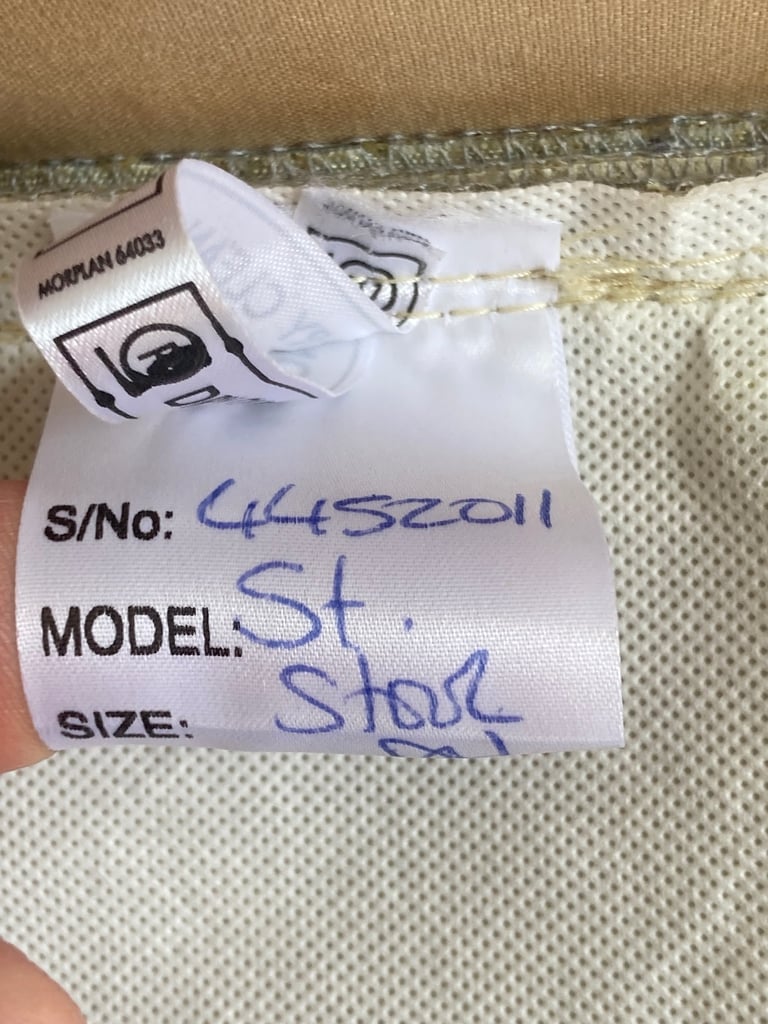 MORPLAN 64033
S/No: 4452011
MODEL: St.
Stool
SIZE: